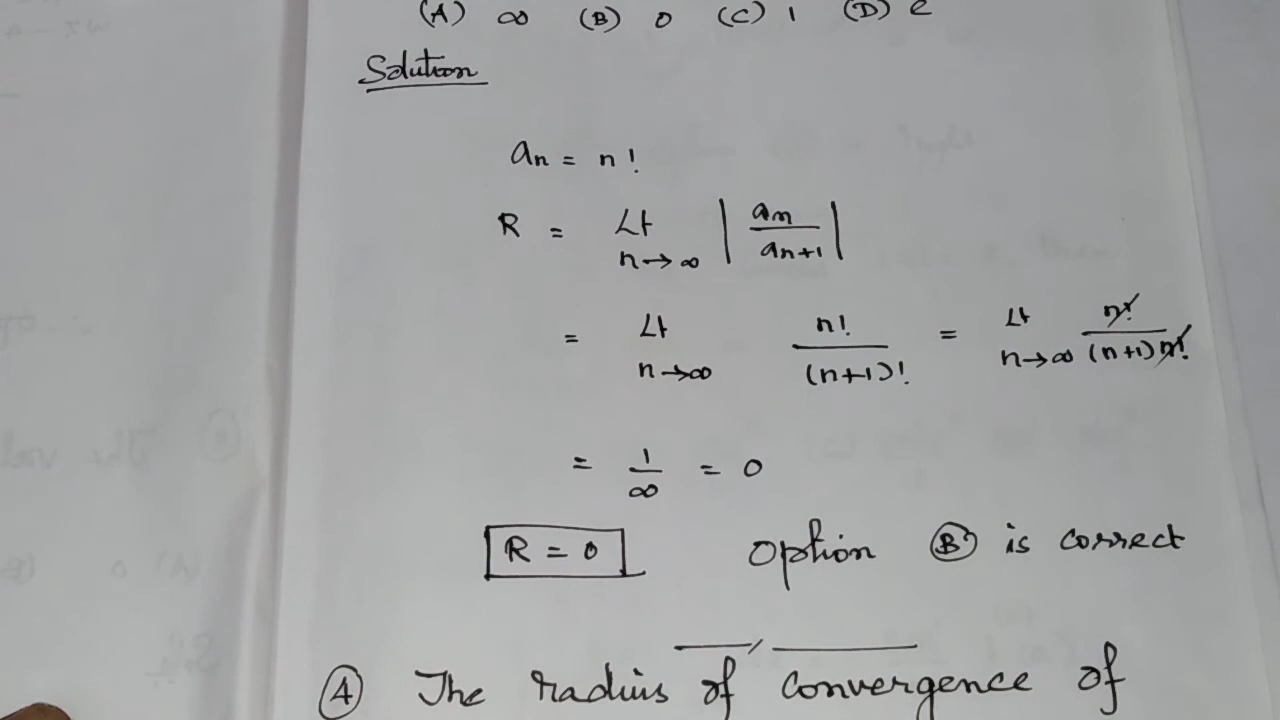 (A) ∞ (B) 0 (C) 1 (D) e
Solution
an = n!
R = Lt n→∞ | an / an+1 |
= Lt n→∞ n! / (n+1)! = Lt n→∞ n! / (n+1) n!
= 1/∞ = 0
R = 0 Option (B) is correct
(4) The radius of convergence of